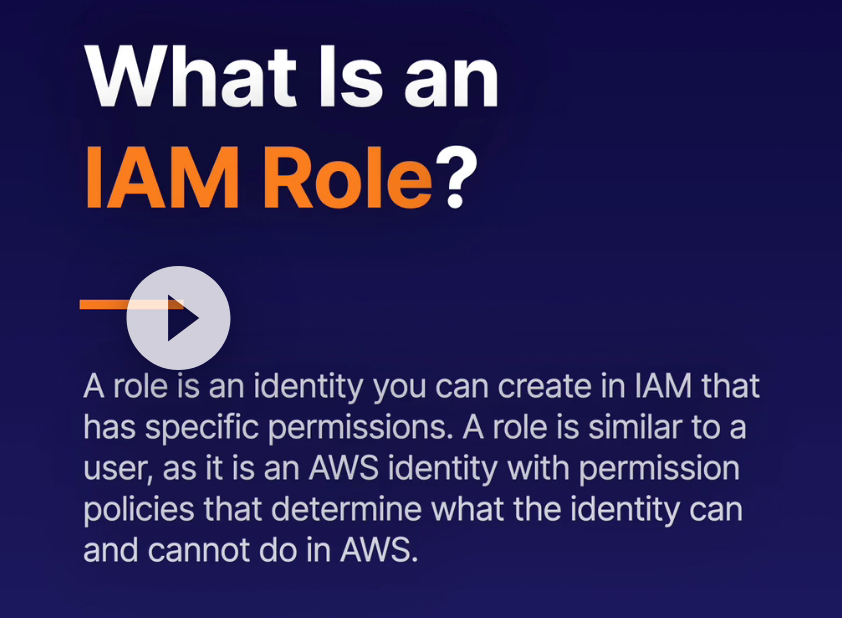 What Is an
IAM Role?
A role is an identity you can create in IAM that
has specific permissions. A role is similar to a
user, as it is an AWS identity with permission
policies that determine what the identity can
and cannot do in AWS.